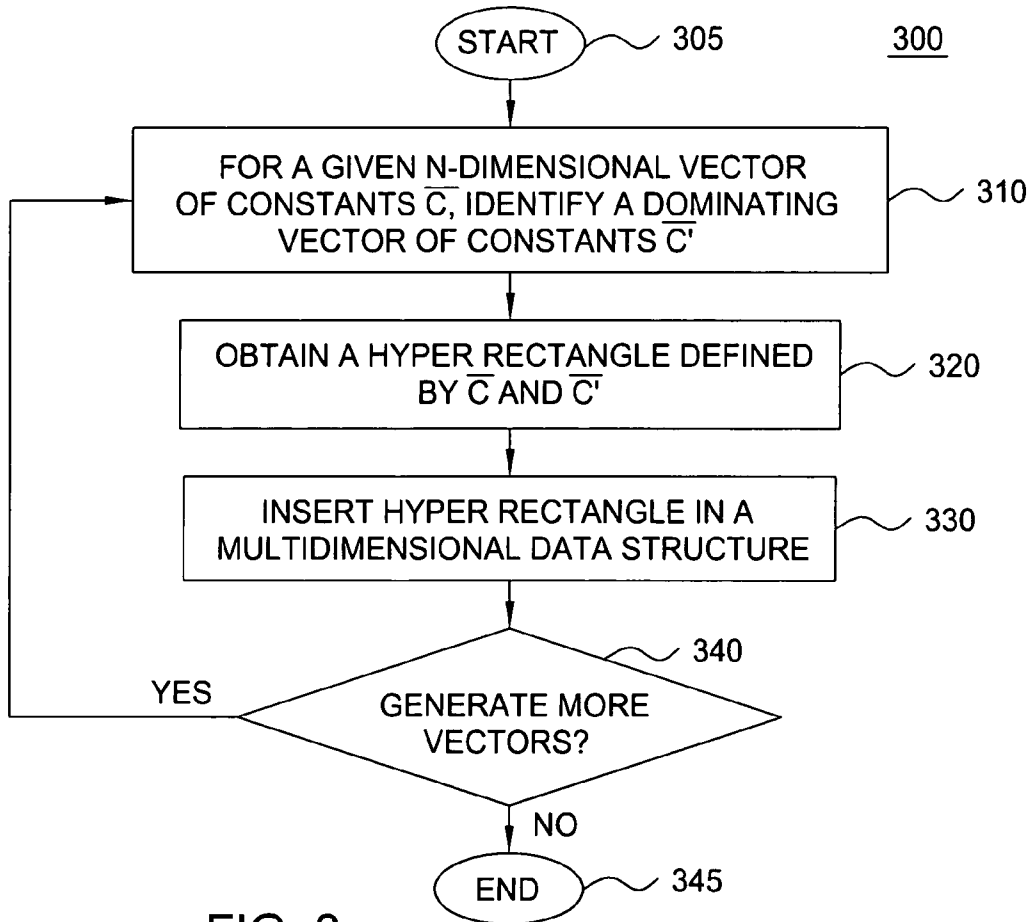 START
305
300
FOR A GIVEN N-DIMENSIONAL VECTOR
OF CONSTANTS C̅, IDENTIFY A DOMINATING
VECTOR OF CONSTANTS C̅'
310
OBTAIN A HYPER RECTANGLE DEFINED
BY C̅ AND C̅'
320
INSERT HYPER RECTANGLE IN A
MULTIDIMENSIONAL DATA STRUCTURE
330
340
YES
GENERATE MORE
VECTORS?
NO
END
345